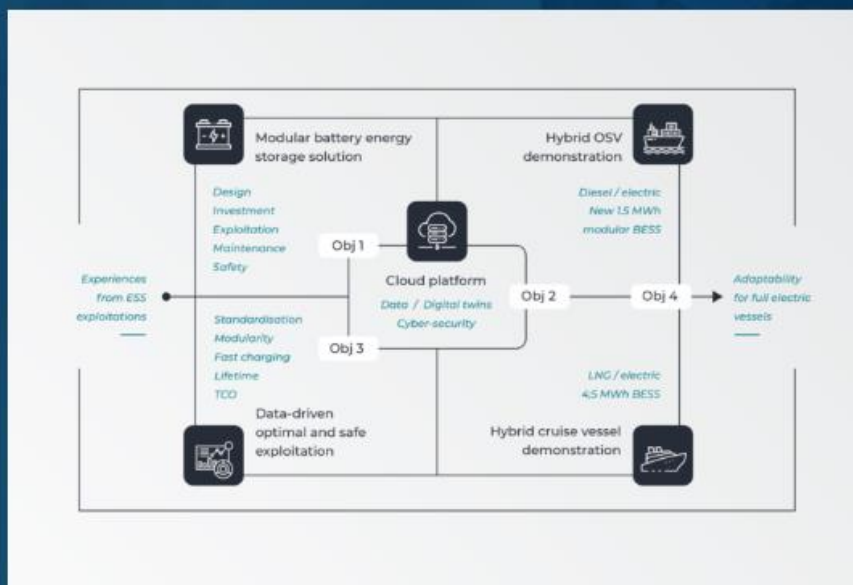 Modular battery energy
storage solution
Hybrid OSV
demonstration
Design
Investment
Exploitation
Maintenance
Safety
Diesel / electric
New 1.5 MWh
modular BESS
Obj 1
Cloud platform
Data / Digital twins
Cyber-security
Experiences
from ESS
exploitations
Obj 2
Obj 4
Adaptability
for full electric
vessels
Standardisation
Modularity
Fast charging
Lifetime
TCO
Obj 3
LNG / electric
4,5 MWh BESS
Data-driven
optimal and safe
exploitation
Hybrid cruise vessel
demonstration